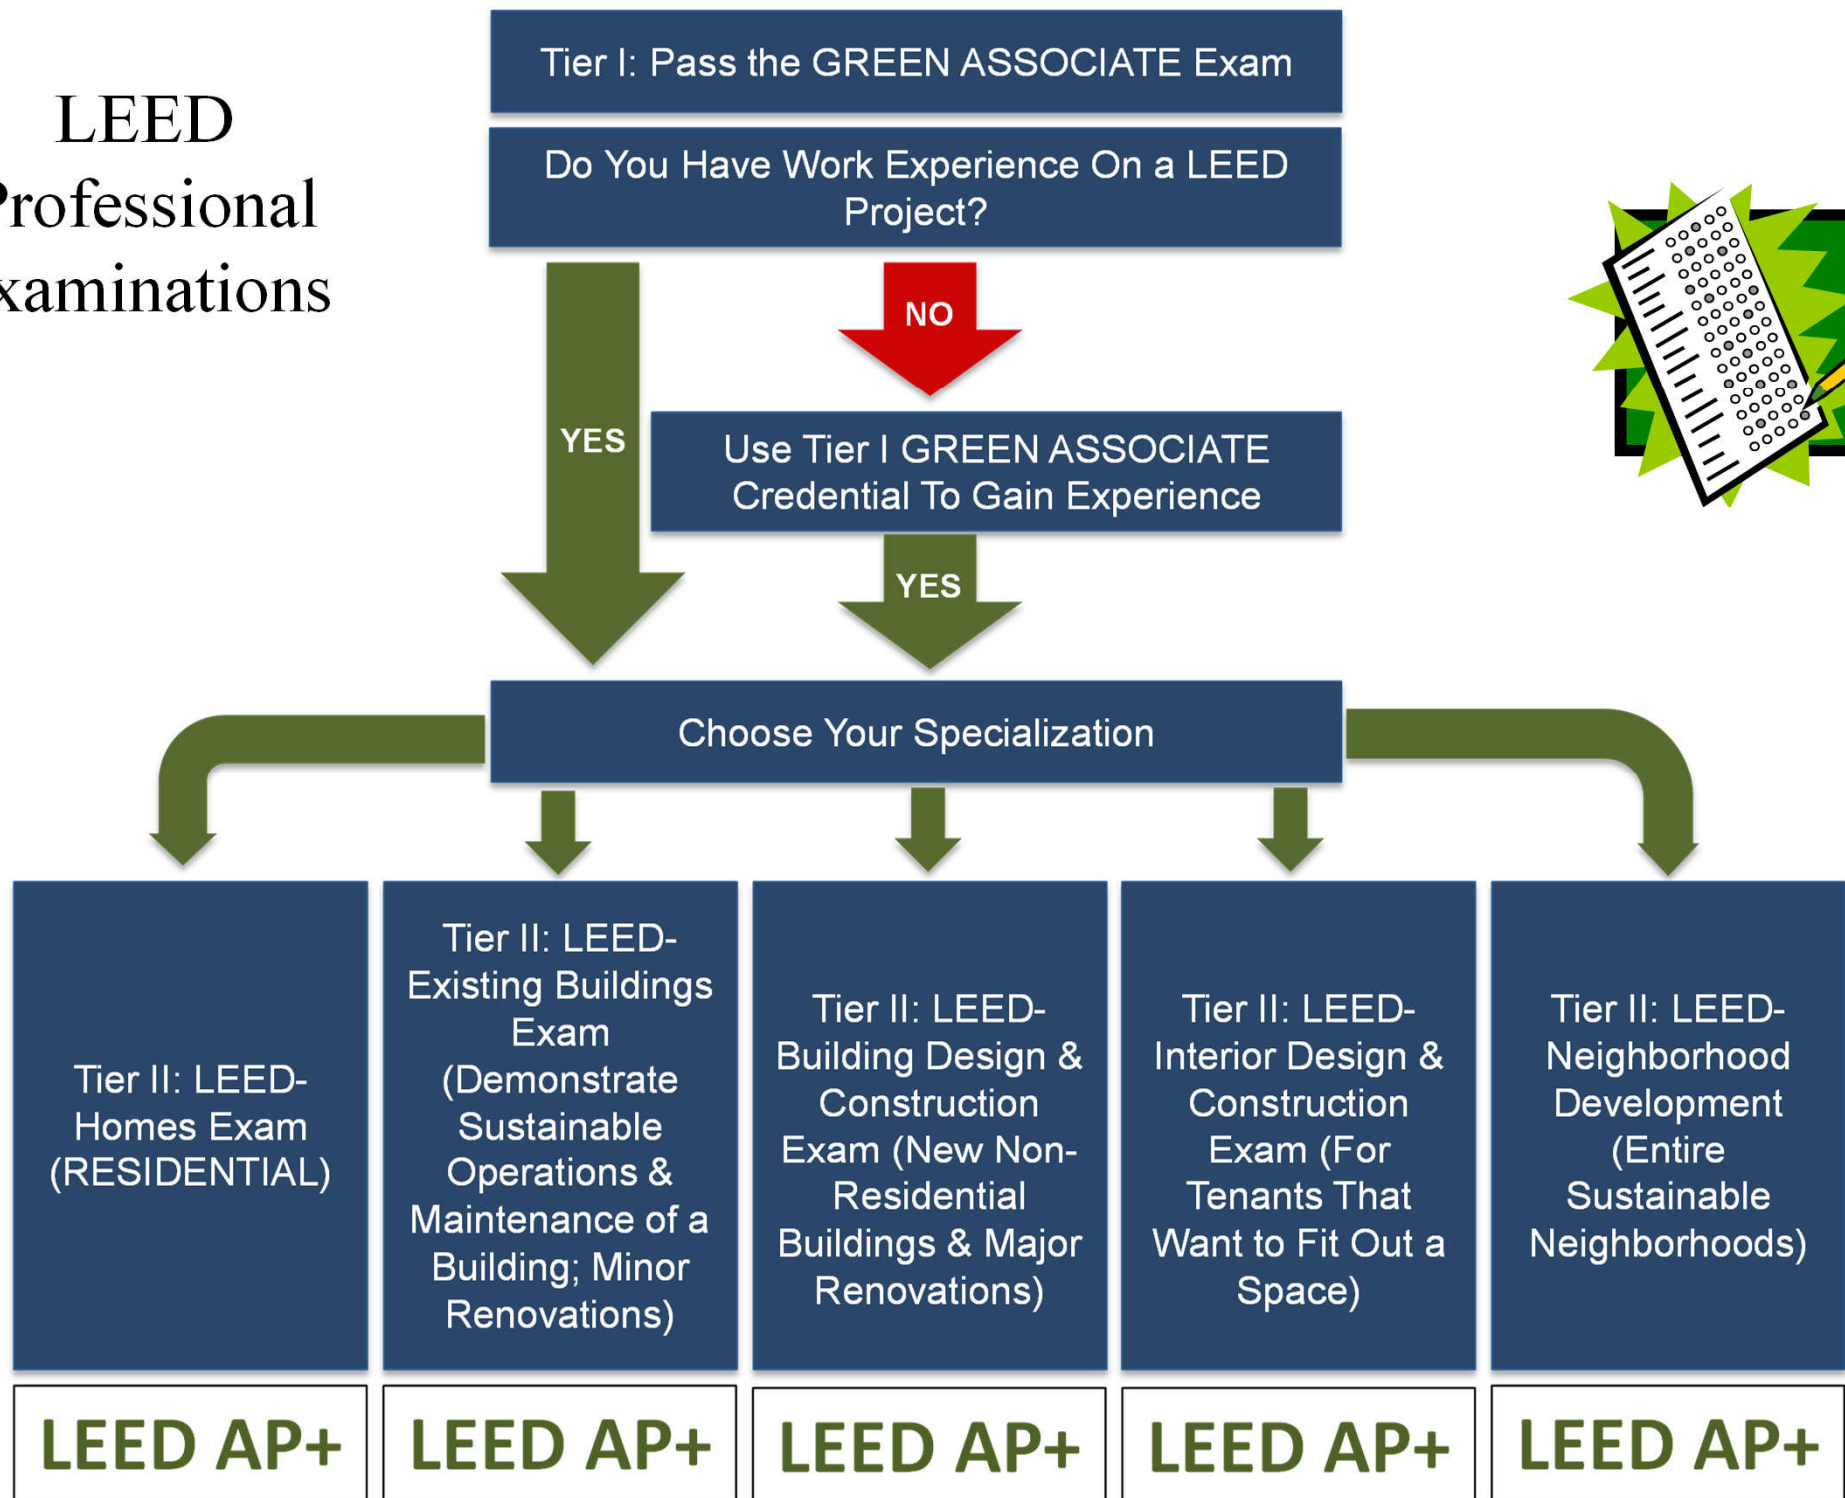 LEED
Professional
Examinations
Tier I: Pass the GREEN ASSOCIATE Exam
Do You Have Work Experience On a LEED
Project?
YES
NO
Use Tier I GREEN ASSOCIATE
Credential To Gain Experience
YES
Choose Your Specialization
Tier II: LEED-
Homes Exam
(RESIDENTIAL)
Tier II: LEED-
Existing Buildings
Exam
(Demonstrate
Sustainable
Operations &
Maintenance of a
Building; Minor
Renovations)
Tier II: LEED-
Building Design &
Construction
Exam (New Non-
Residential
Buildings & Major
Renovations)
Tier II: LEED-
Interior Design &
Construction
Exam (For
Tenants That
Want to Fit Out a
Space)
Tier II: LEED-
Neighborhood
Development
(Entire
Sustainable
Neighborhoods)
LEED AP+
LEED AP+
LEED AP+
LEED AP+
LEED AP+